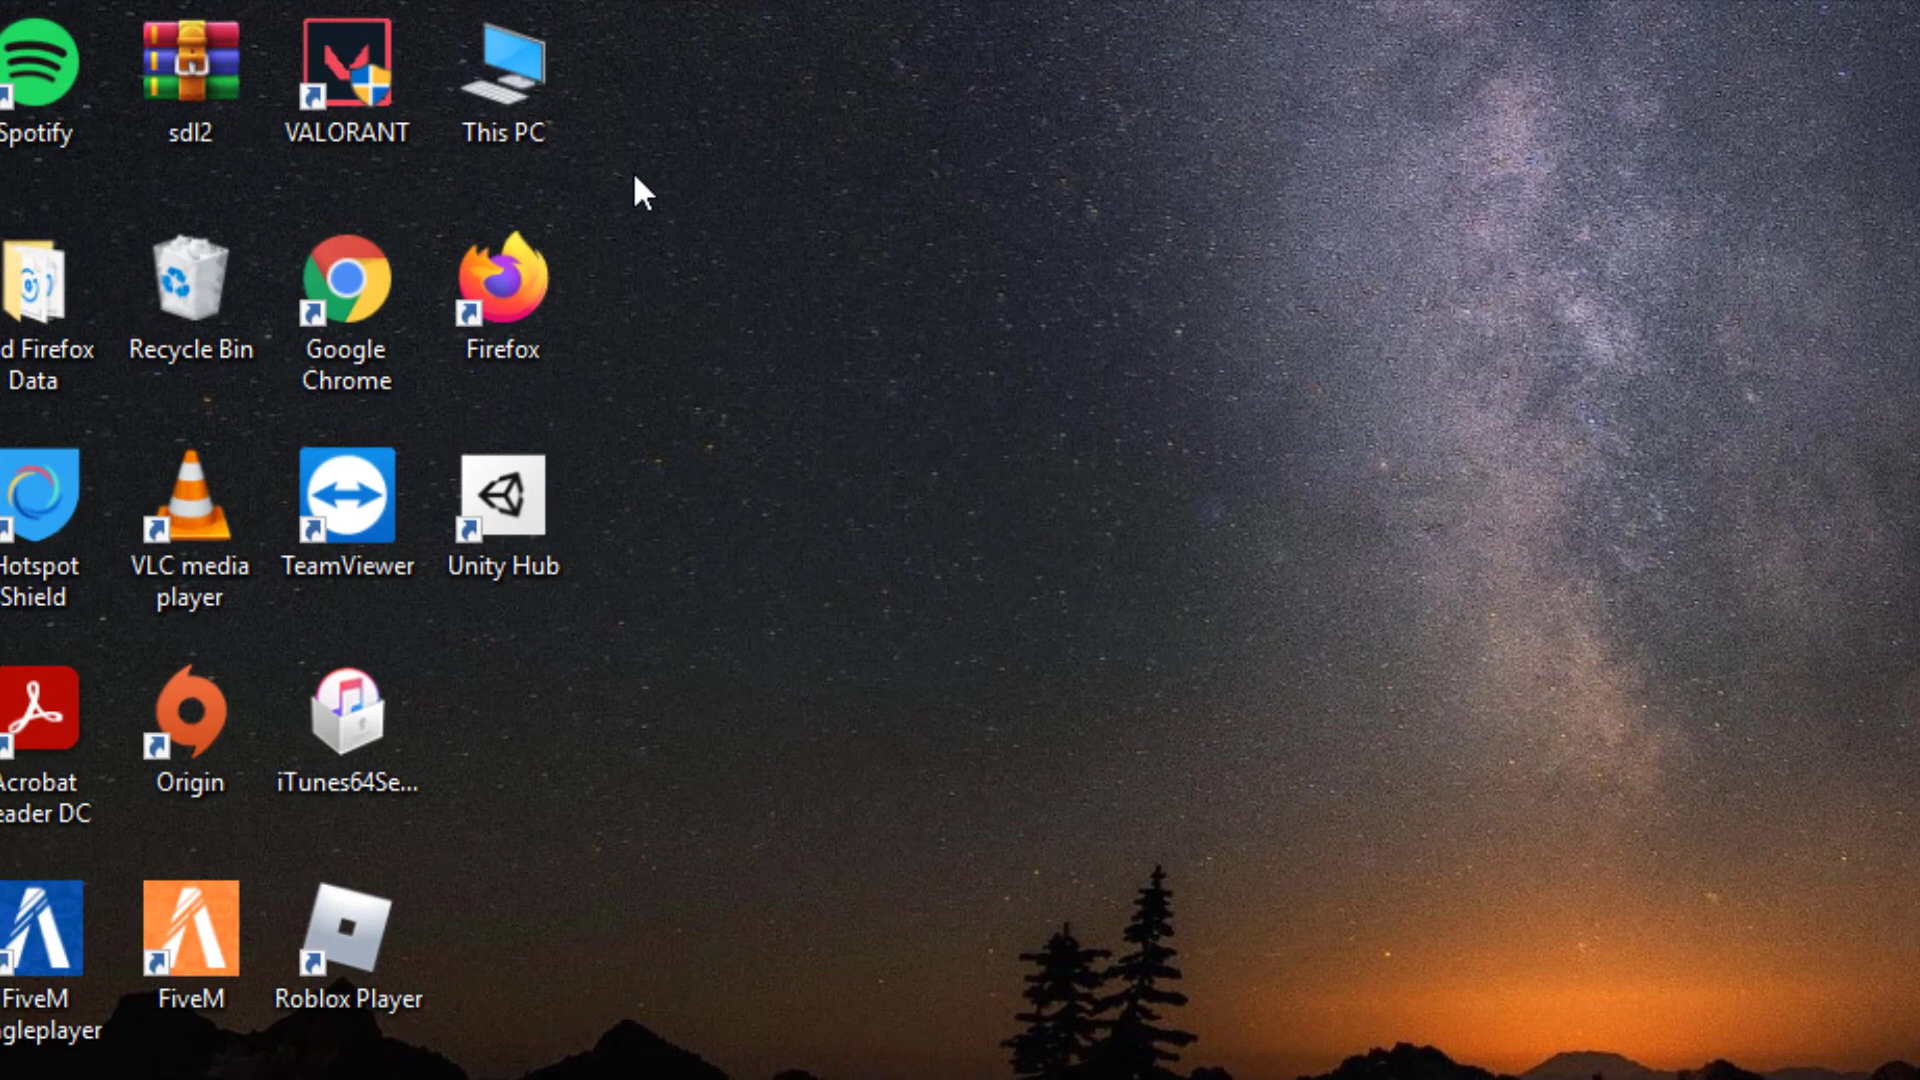 Spotify
sdl2
VALORANT
This PC
d Firefox
Data
Recycle Bin
Google
Chrome
Firefox
Hotspot
Shield
VLC media
player
TeamViewer
Unity Hub
Acrobat
eader DC
Origin
iTunes64Se...
FiveM
ngleplayer
FiveM
Roblox Player